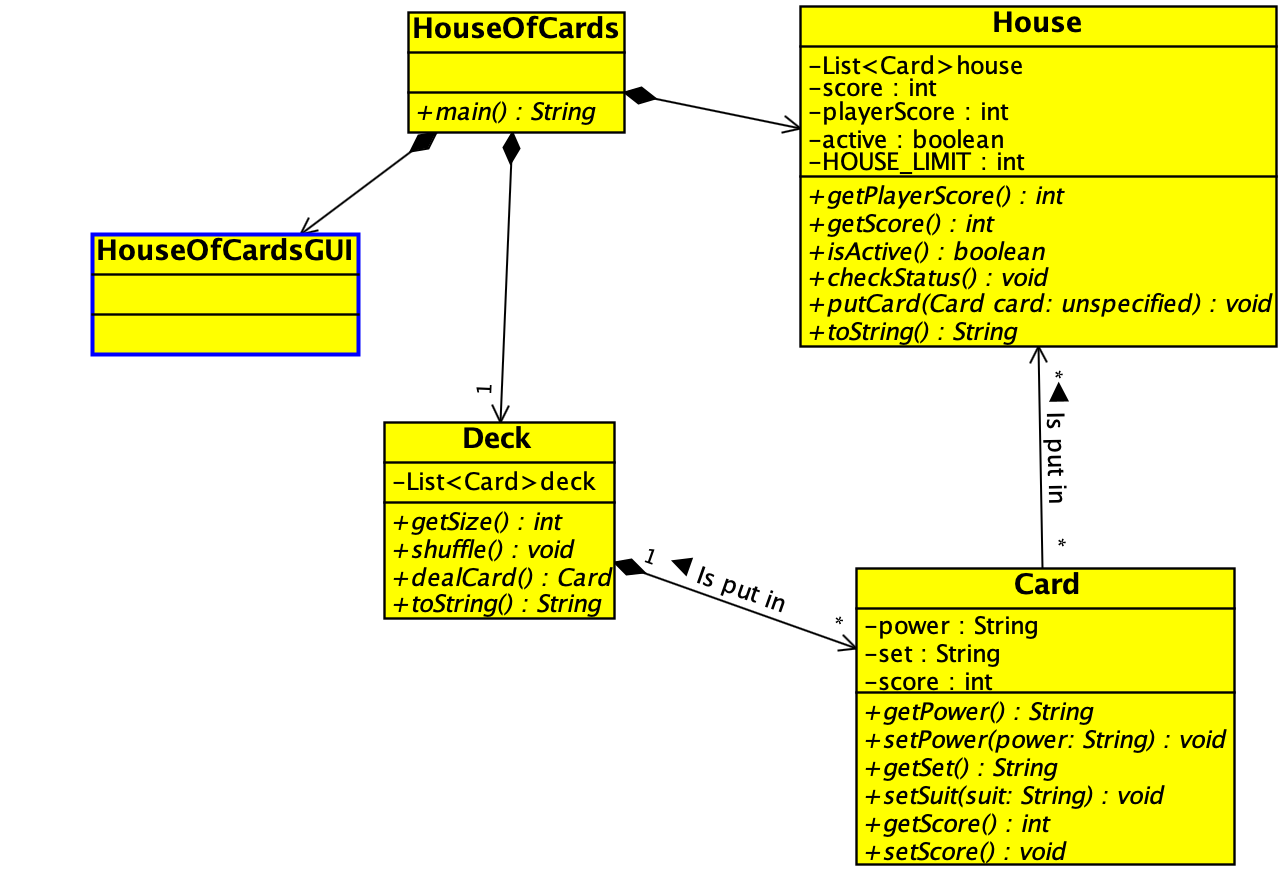 HouseOfCards
+main() : String
House
-List<Card>house
-score : int
-playerScore : int
-active : boolean
-HOUSE_LIMIT : int
+getPlayerScore() : int
+getScore() : int
+isActive() : boolean
+checkStatus() : void
+putCard(Card card: unspecified) : void
+toString() : String
HouseOfCardsGUI
1
Deck
-List<Card>deck
+getSize() : int
+shuffle() : void
+dealCard() : Card
+toString() : String
1
◀ Is put in
*
*
◀ Is put in
*
Card
-power : String
-set : String
-score : int
+getPower() : String
+setPower(power: String) : void
+getSet() : String
+setSuit(suit: String) : void
+getScore() : int
+setScore() : void